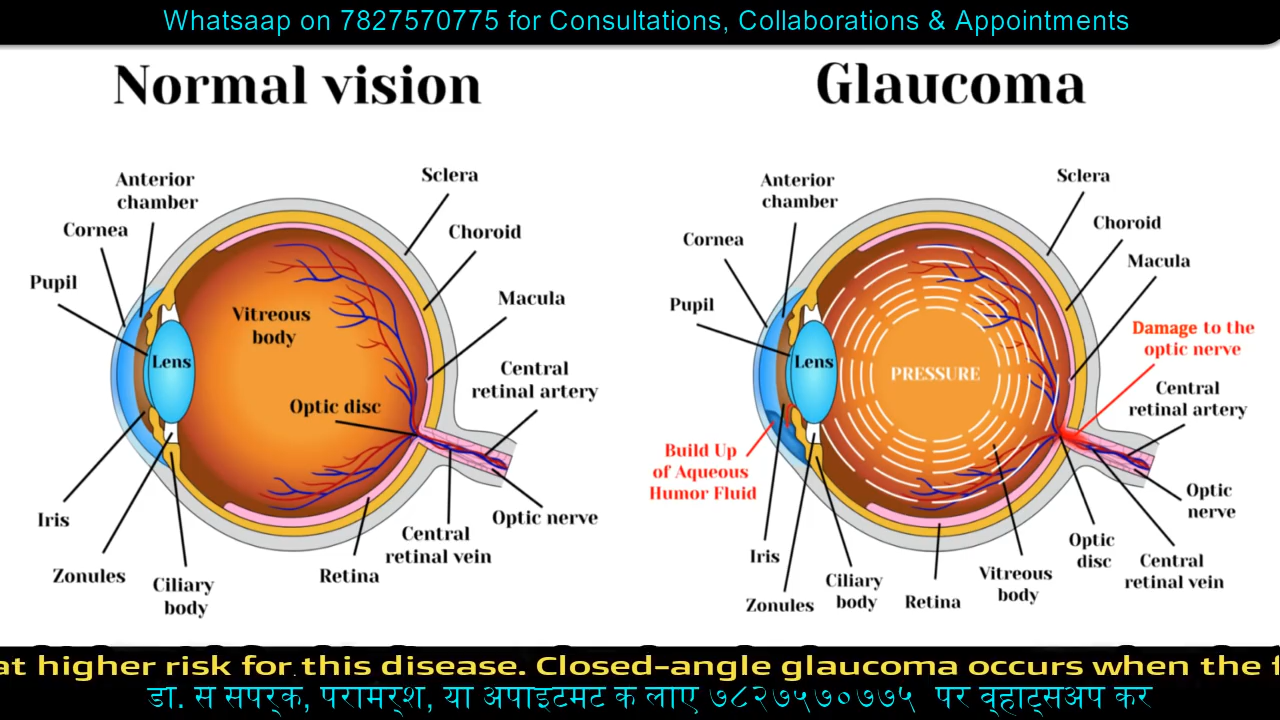 Whatsaap on 7827570775 for Consultations, Collaborations & Appointments
Normal vision
Anterior
chamber
Cornea
Pupil
Sclera
Choroid
Macula
Vitreous
body
Lens
Central
retinal artery
Optic disc
Iris
Zonules
Ciliary
body
Retina
Central
retinal vein
Optic nerve
Glaucoma
Anterior
chamber
Cornea
Pupil
Sclera
Choroid
Macula
Damage to the
optic nerve
Lens
PRESSURE
Central
retinal artery
Build Up
of Aqueous
Humor Fluid
Optic
nerve
Iris
Zonules
Ciliary
body
Retina
Vitreous
body
Optic
disc
Central
retinal vein
at higher risk for this disease. Closed-angle glaucoma occurs when the
डा. स सपर्क, परामर्श, या अपाइटमट क लाए ७८२७५७०७७५ पर व्हाट्सअप कर